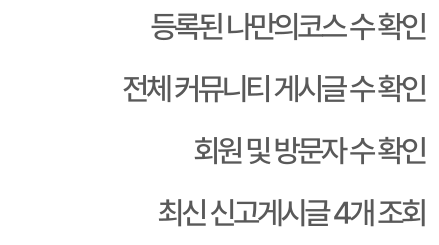 등록된 나만의코스 수 확인
전체 커뮤니티 게시글 수 확인
회원 및 방문자 수 확인
최신 신고게시글 4개 조회